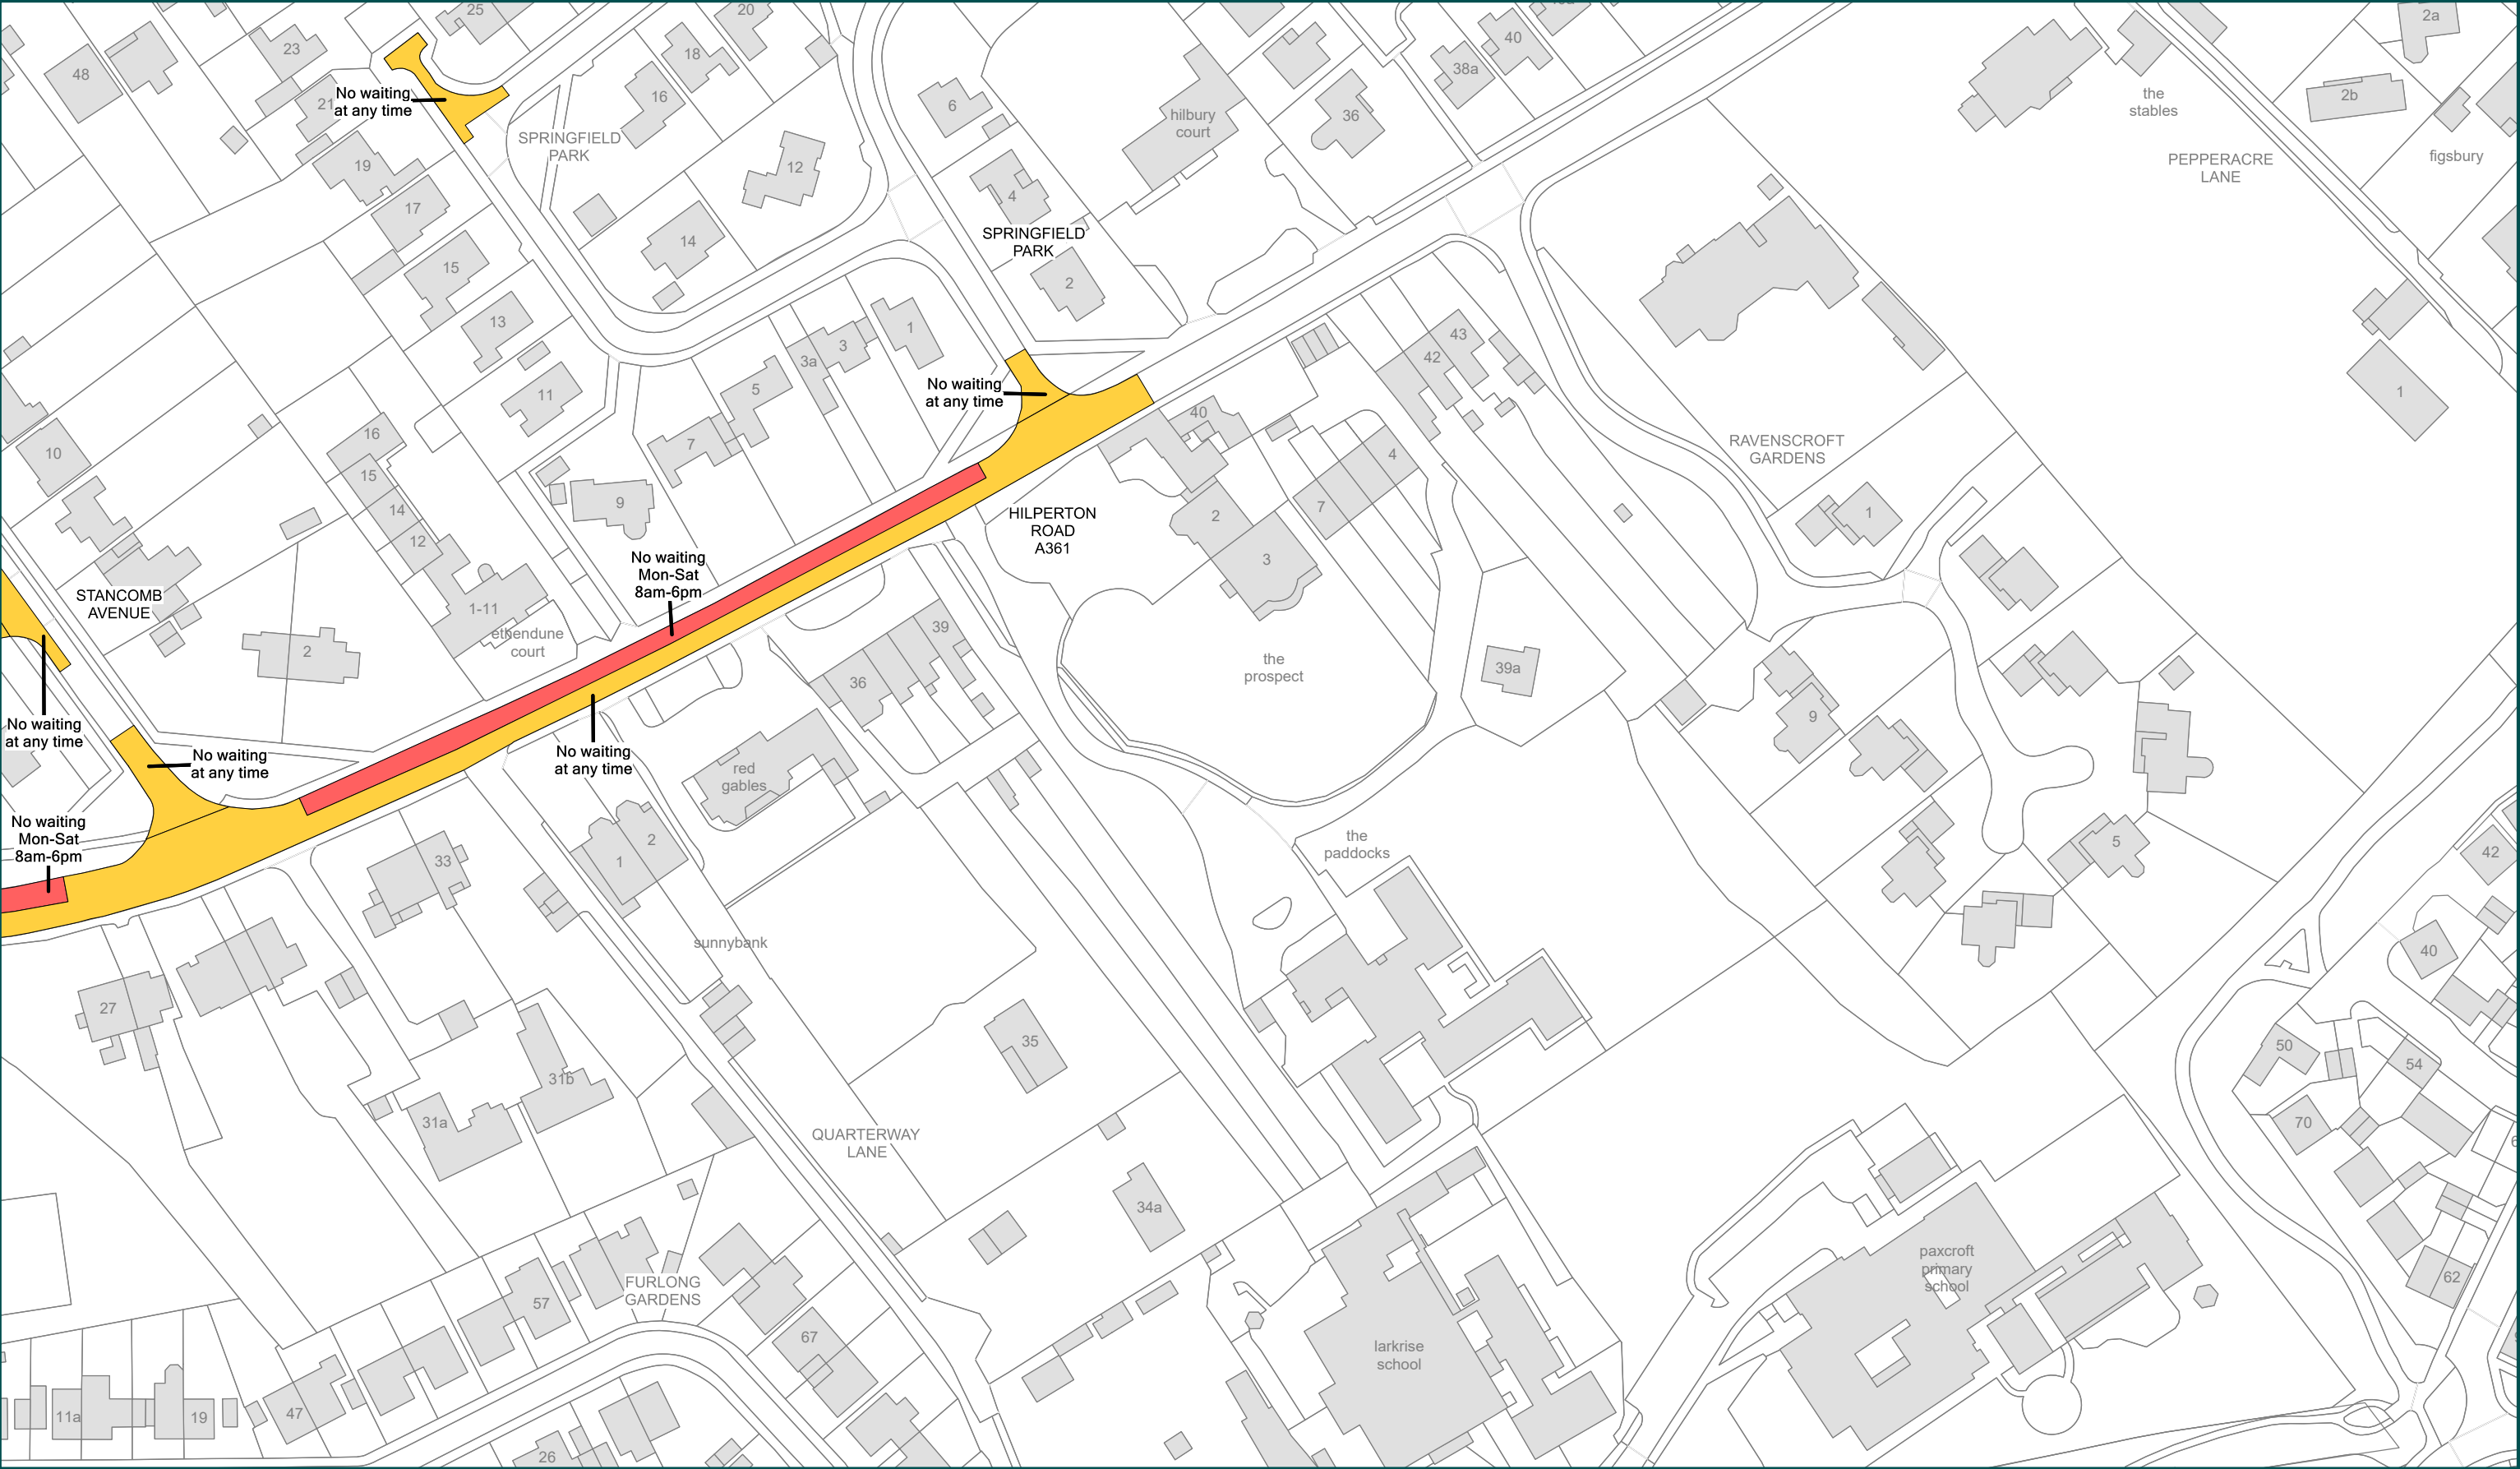 25
20
2a
48
23
18
40
38a
No waiting
at any time
21
16
6
hilbury
court
36
the
stables
2b
SPRINGFIELD
PARK
19
12
4
PEPPERACRE
LANE
figsbury
17
14
SPRINGFIELD
PARK
15
2
13
1
3
3a
43
42
No waiting
at any time
5
11
1
40
16
7
10
15
4
RAVENSCROFT
GARDENS
9
14
7
2
1
HILPERTON
ROAD
A361
12
3
No waiting
Mon-Sat
8am-6pm
STANCOMB
AVENUE
1-11
ethendune
court
2
39
36
the
prospect
39a
No waiting
at any time
9
No waiting
at any time
No waiting
at any time
red
gables
No waiting
Mon-Sat
8am-6pm
33
2
1
the
paddocks
5
42
sunnybank
40
27
35
50
54
31b
31a
70
QUARTERWAY
LANE
34a
paxcroft
primary
school
62
FURLONG
GARDENS
57
67
larkrise
school
47
11a
19
26